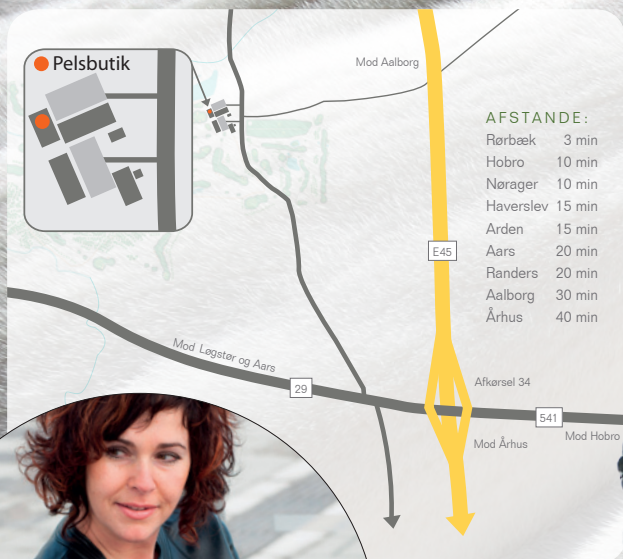 Pelsbutik
Mod Aalborg
AFSTANDE:
Rørbæk 3 min
Hobro 10 min
Nørager 10 min
Haverslev 15 min
Arden 15 min
Aars 20 min
Randers 20 min
Aalborg 30 min
Århus 40 min
E45
Mod Løgstør og Aars
29
Afkørsel 34
541
Mod Hobro
Mod Århus